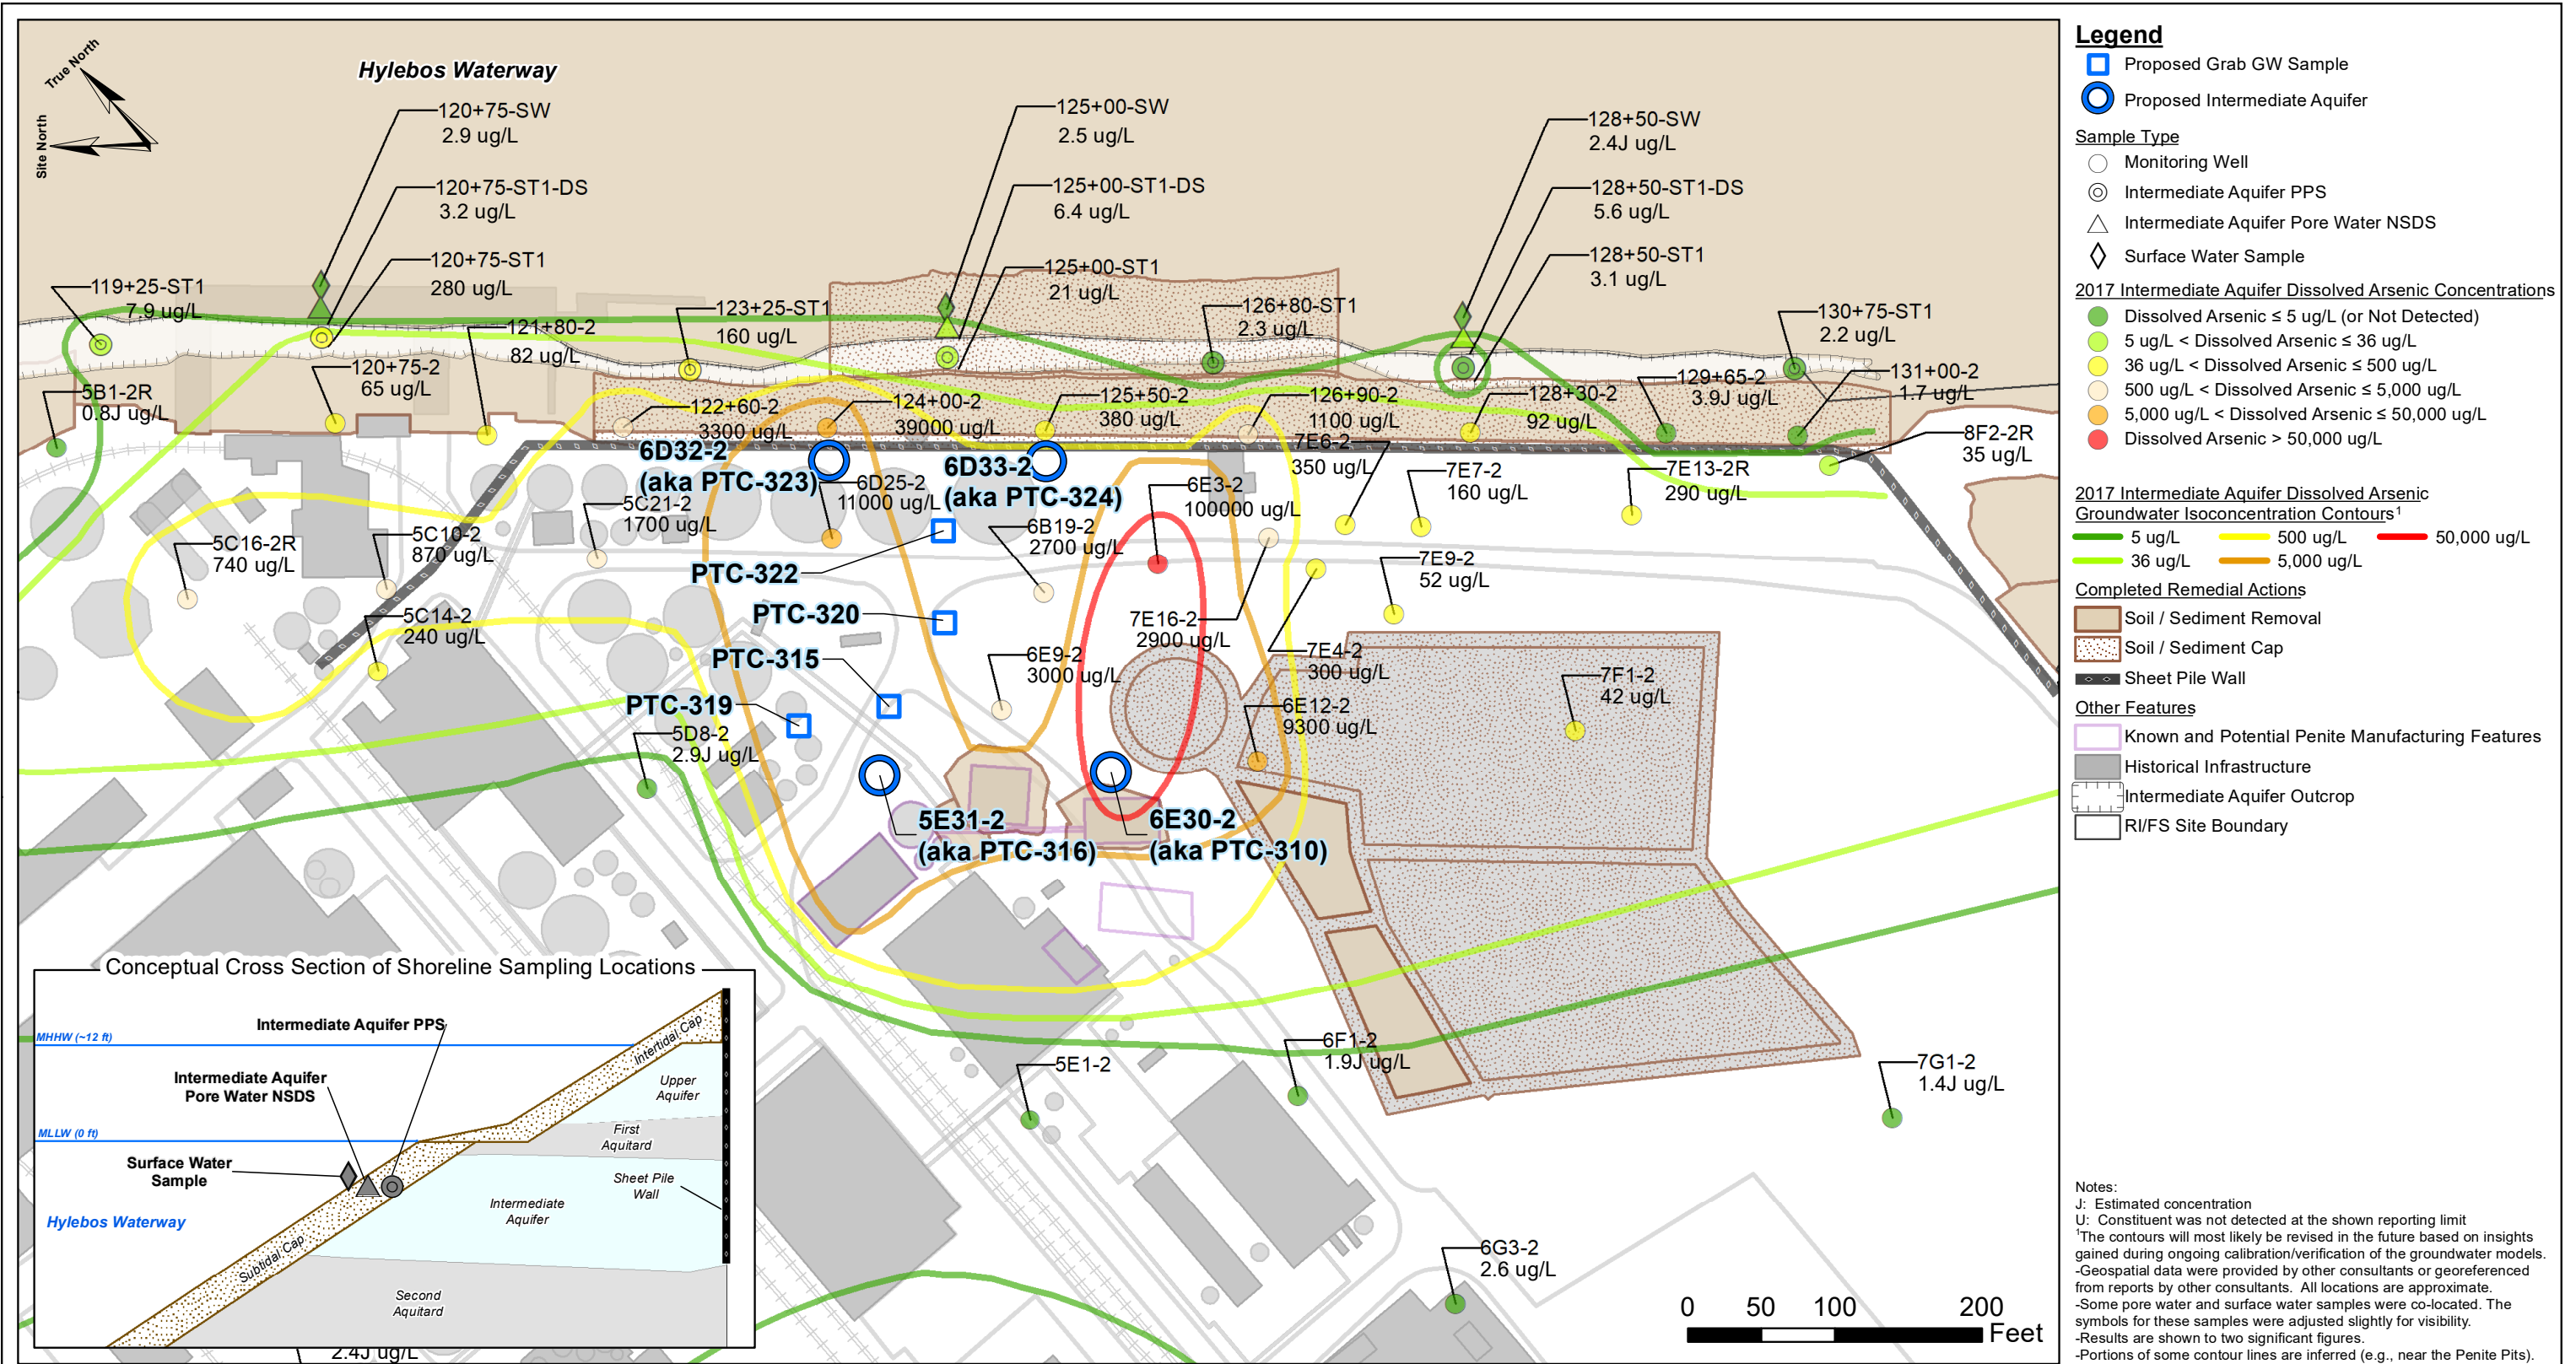 True North
Site North
Hylebos Waterway
120+75-SW
2.9 ug/L
120+75-ST1-DS
3.2 ug/L
120+75-ST1
280 ug/L
119+25-ST1
7.9 ug/L
121+80-2
82 ug/L
120+75-2
65 ug/L
5B1-2R
0.8J ug/L
123+25-ST1
160 ug/L
125+00-SW
2.5 ug/L
125+00-ST1-DS
6.4 ug/L
125+00-ST1
21 ug/L
126+80-ST1
2.3 ug/L
128+50-SW
2.4J ug/L
128+50-ST1-DS
5.6 ug/L
128+50-ST1
3.1 ug/L
130+75-ST1
2.2 ug/L
129+65-2
3.9J ug/L
131+00-2
1.7 ug/L
122+60-2
3300 ug/L
124+00-2
39000 ug/L
125+50-2
380 ug/L
126+90-2
1100 ug/L
128+30-2
92 ug/L
8F2-2R
35 ug/L
6D32-2
(aka PTC-323)
6D33-2
(aka PTC-324)
7E6-2
350 ug/L
7E7-2
160 ug/L
7E13-2R
290 ug/L
6D25-2
11000 ug/L
6E3-2
100000 ug/L
5C21-2
1700 ug/L
5C16-2R
740 ug/L
5C10-2
870 ug/L
6B19-2
2700 ug/L
7E9-2
52 ug/L
PTC-322
PTC-320
PTC-315
PTC-319
5C14-2
240 ug/L
7E16-2
2900 ug/L
6E9-2
3000 ug/L
7E4-2
300 ug/L
7F1-2
42 ug/L
6E12-2
9300 ug/L
5D8-2
2.9J ug/L
5E31-2
(aka PTC-316)
6E30-2
(aka PTC-310)
6F1-2
1.9J ug/L
5E1-2
7G1-2
1.4J ug/L
6G3-2
2.6 ug/L
2.4J ug/L
0 50 100 200
Feet
Conceptual Cross Section of Shoreline Sampling Locations
Intermediate Aquifer PPS
MHHW (~12 ft)
Intertidal Cap
Intermediate Aquifer
Pore Water NSDS
Upper
Aquifer
MLLW (0 ft)
First
Aquitard
Surface Water
Sample
Sheet Pile
Wall
Intermediate
Aquifer
Hylebos Waterway
Subtidal Cap
Second
Aquitard
Legend
Proposed Grab GW Sample
Proposed Intermediate Aquifer
Sample Type
Monitoring Well
Intermediate Aquifer PPS
Intermediate Aquifer Pore Water NSDS
Surface Water Sample
2017 Intermediate Aquifer Dissolved Arsenic Concentrations
Dissolved Arsenic ≤ 5 ug/L (or Not Detected)
5 ug/L < Dissolved Arsenic ≤ 36 ug/L
36 ug/L < Dissolved Arsenic ≤ 500 ug/L
500 ug/L < Dissolved Arsenic ≤ 5,000 ug/L
5,000 ug/L < Dissolved Arsenic ≤ 50,000 ug/L
Dissolved Arsenic > 50,000 ug/L
2017 Intermediate Aquifer Dissolved Arsenic
Groundwater Isoconcentration Contours1
5 ug/L 500 ug/L 50,000 ug/L
36 ug/L 5,000 ug/L
Completed Remedial Actions
Soil / Sediment Removal
Soil / Sediment Cap
Sheet Pile Wall
Other Features
Known and Potential Penite Manufacturing Features
Historical Infrastructure
Intermediate Aquifer Outcrop
RI/FS Site Boundary
Notes:
J: Estimated concentration
U: Constituent was not detected at the shown reporting limit
1The contours will most likely be revised in the future based on insights
gained during ongoing calibration/verification of the groundwater models.
-Geospatial data were provided by other consultants or georeferenced
from reports by other consultants. All locations are approximate.
-Some pore water and surface water samples were co-located. The
symbols for these samples were adjusted slightly for visibility.
-Results are shown to two significant figures.
-Portions of some contour lines are inferred (e.g., near the Penite Pits).